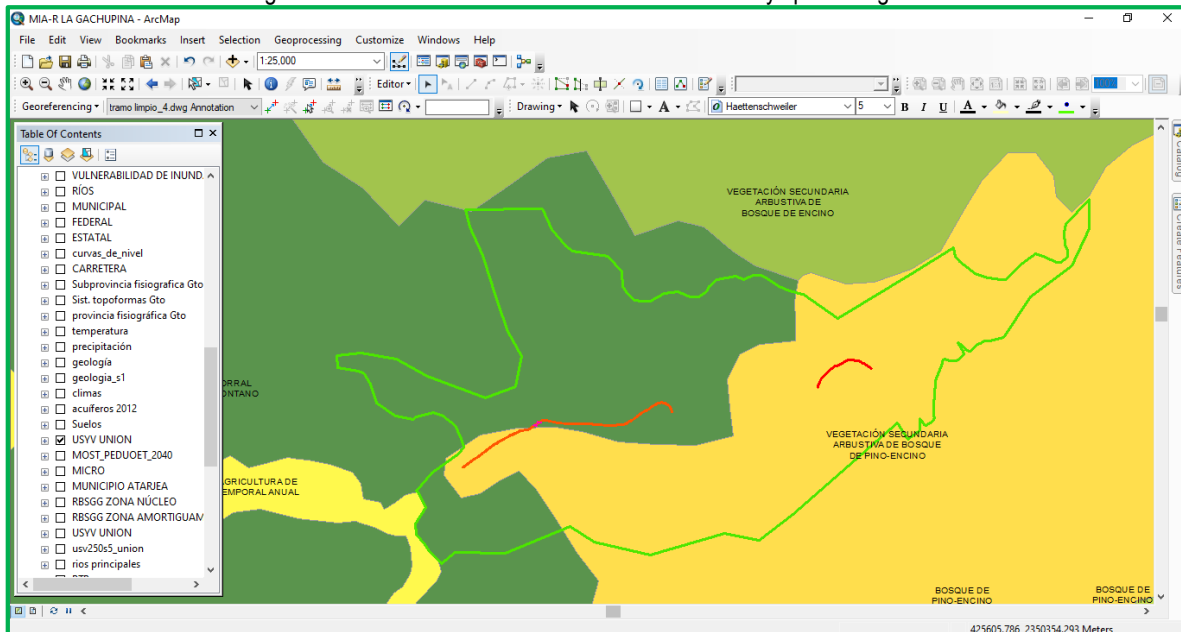 MIA-R LA GACHUPINA - ArcMap
File Edit View Bookmarks Insert Selection Geoprocessing Customize Windows Help
1:25,000
Editor
Georeferencing tramo limpio_4.dwg Annotation Drawing A Haettenschweiler 5 B I U A
Table Of Contents
VULNERABILIDAD DE INUND
RÍOS
MUNICIPAL
FEDERAL
ESTATAL
curvas_de_nivel
CARRETERA
Subprovincia fisiografica Gto
Sist. topoformas Gto
provincia fisiográfica Gto
temperatura
precipitación
geología
geologia_s1
climas
acuíferos 2012
Suelos
USYV UNION
MOST_PEDUOET_2040
MICRO
MUNICIPIO ATARJEA
RBSGG ZONA NÚCLEO
RBSGG ZONA AMORTIGUAM
USYV UNION
usv250s5_union
rios principales
VEGETACIÓN SECUNDARIA
ARBUSTIVA DE
BOSQUE DE ENCINO
ORRAL
ONTANO
VEGETACIÓN SECUNDARIA
ARBUSTIVA DE BOSQUE
DE PINO-ENCINO
AGRICULTURA DE
EMPORAL ANUAL
BOSQUE DE
PINO-ENCINO
BOSQUE DE
PINO-ENCINO
Catalog
Create Features
425605.786 2350354.293 Meters